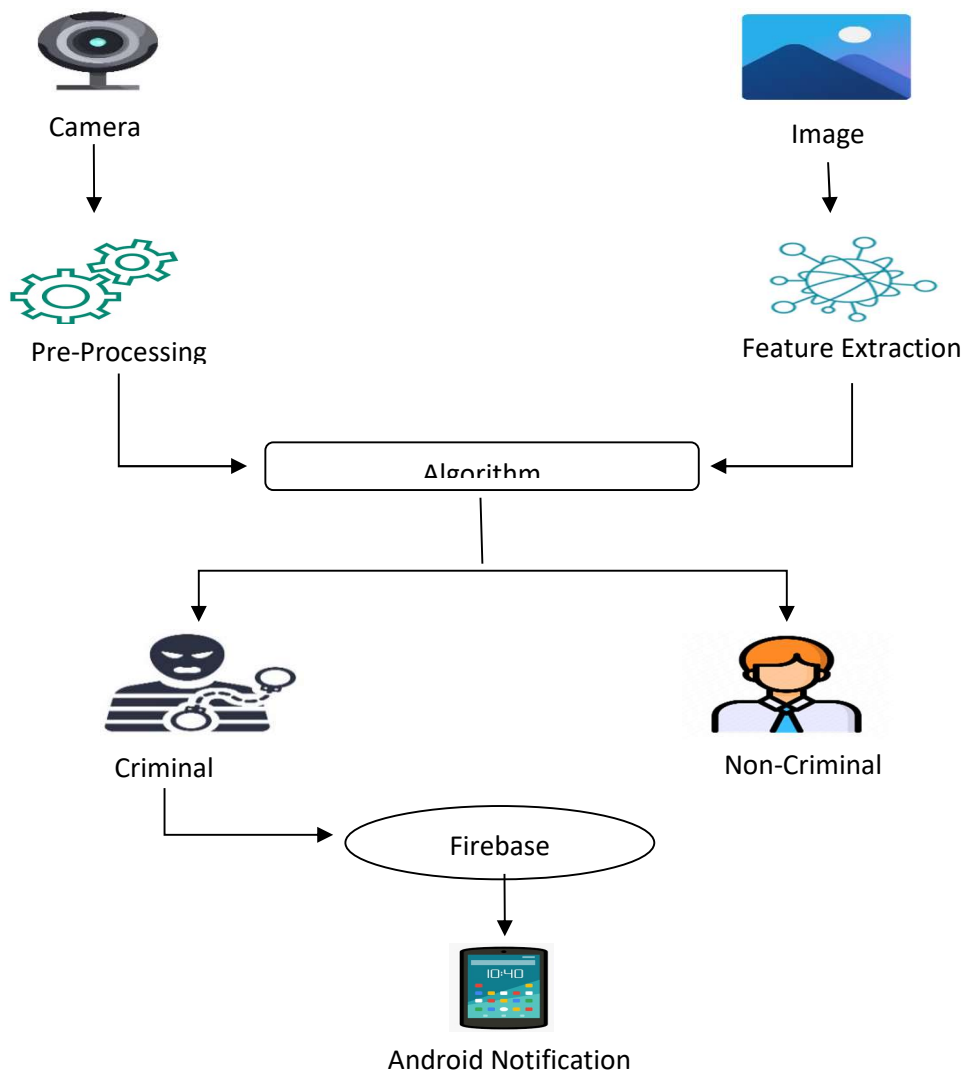 Camera
Image
Pre-Processing
Feature Extraction
Algorithm
Criminal
Non-Criminal
Firebase
10:40
Android Notification